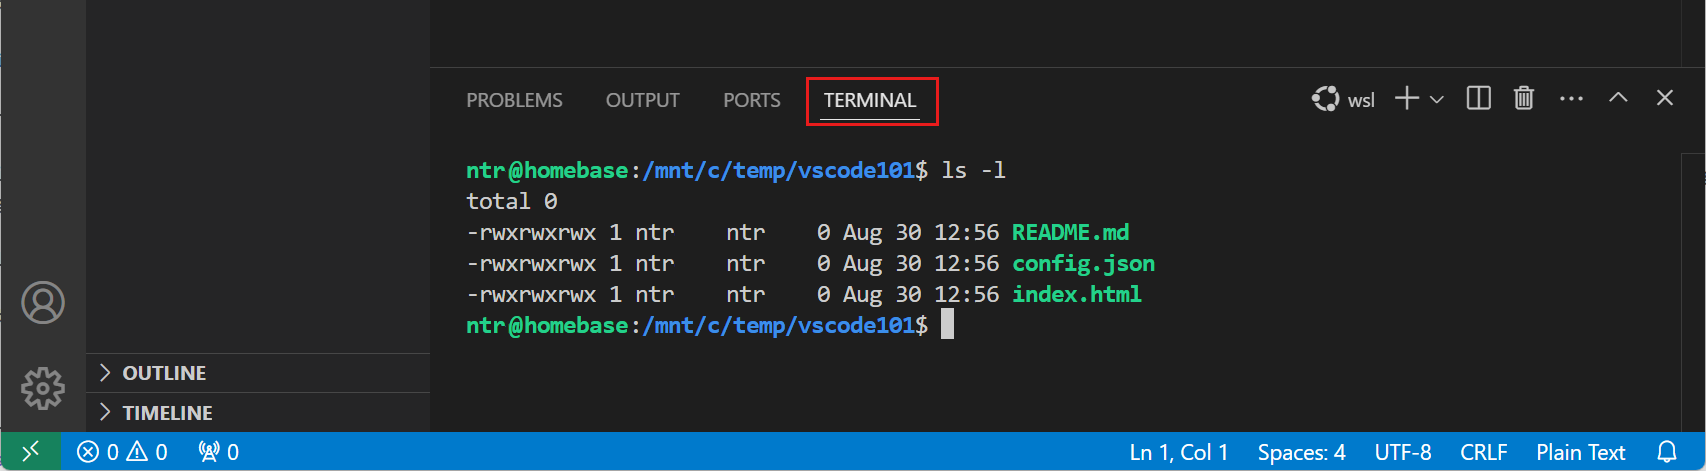 PROBLEMS OUTPUT PORTS TERMINAL wsl
ntr@homebase:/mnt/c/temp/vscode101$ ls -l
total 0
-rwxrwxrwx 1 ntr    ntr    0 Aug 30 12:56 README.md
-rwxrwxrwx 1 ntr    ntr    0 Aug 30 12:56 config.json
-rwxrwxrwx 1 ntr    ntr    0 Aug 30 12:56 index.html
ntr@homebase:/mnt/c/temp/vscode101$
OUTLINE
TIMELINE
0 0 0 Ln 1, Col 1 Spaces: 4 UTF-8 CRLF Plain Text